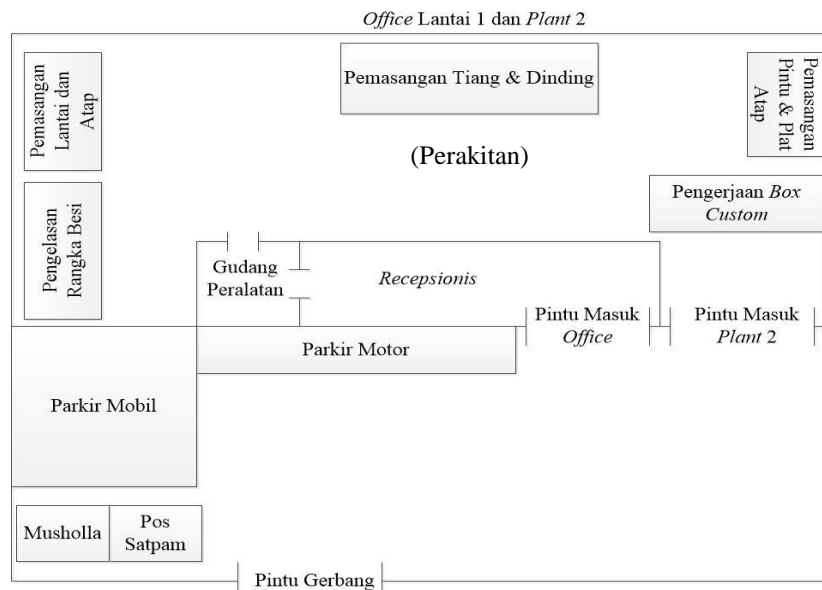 Office Lantai 1 dan Plant 2
Pemasangan
Lantai dan
Atap
Pemasangan Tiang & Dinding
Pemasangan
Pintu & Plat
Atap
(Perakitan)
Pengelasan
Rangka Besi
Pengerjaan Box
Custom
Gudang
Peralatan
Recepsionis
Pintu Masuk
Office
Pintu Masuk
Plant 2
Parkir Motor
Parkir Mobil
Musholla
Pos
Satpam
Pintu Gerbang